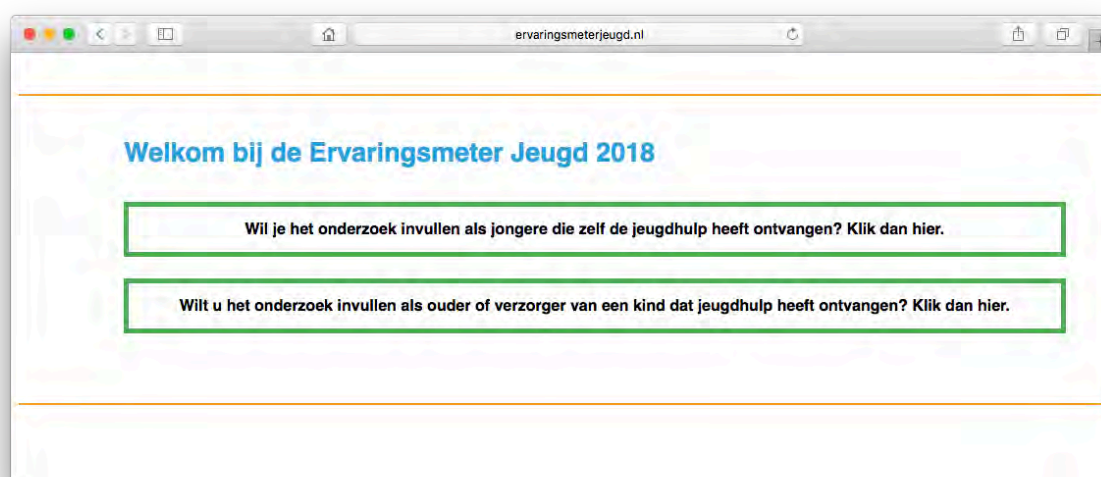 ervaringsmeterjeugd.nl
Welkom bij de Ervaringsmeter Jeugd 2018
Wil je het onderzoek invullen als jongere die zelf de jeugdhulp heeft ontvangen? Klik dan hier.
Wilt u het onderzoek invullen als ouder of verzorger van een kind dat jeugdhulp heeft ontvangen? Klik dan hier.